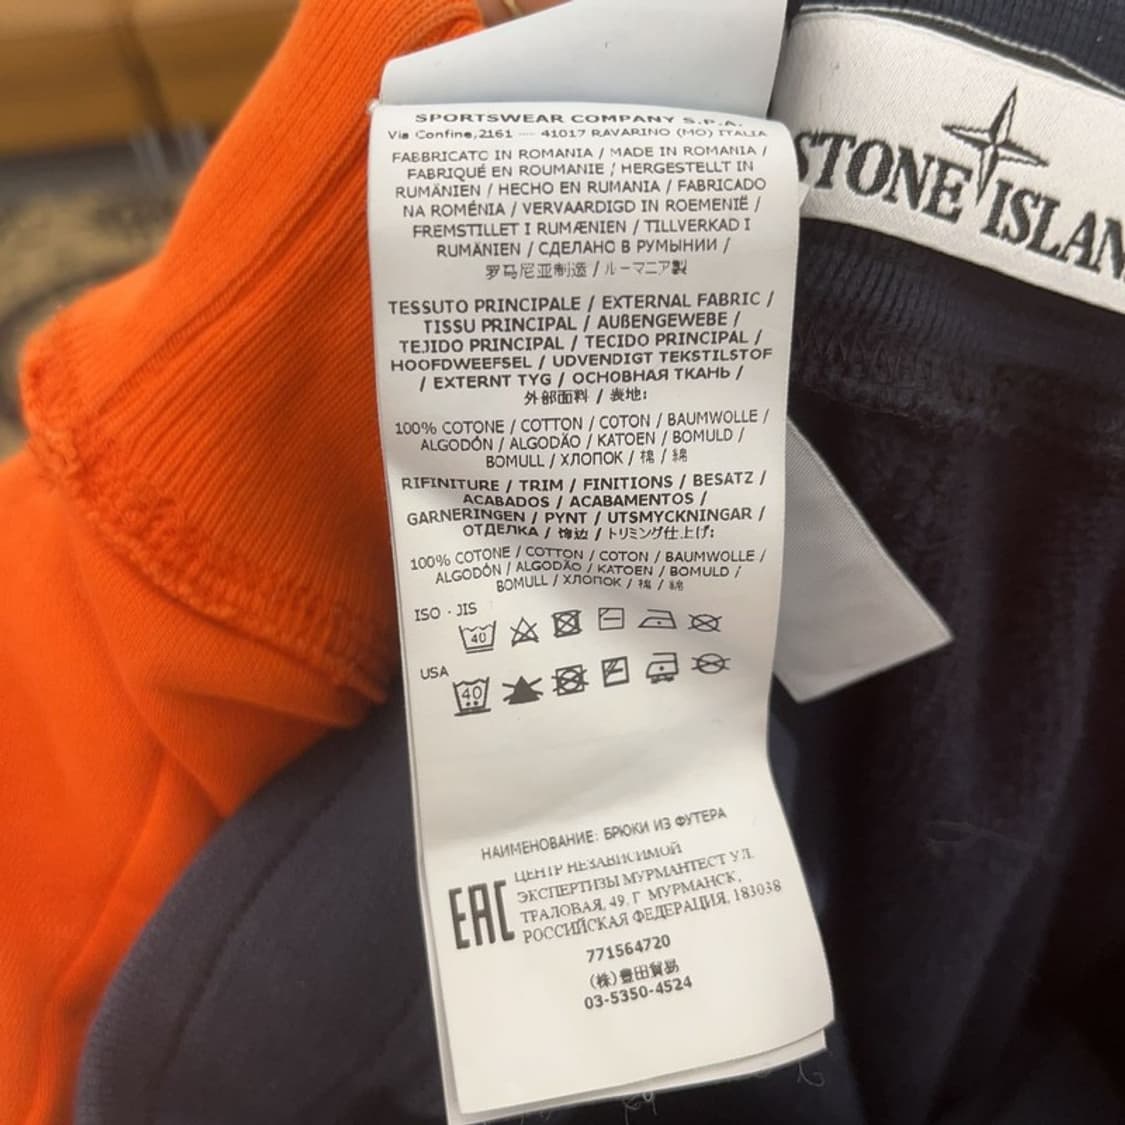 SPORTSWEAR COMPANY S.P.A.
Via Confine,2161 --- 41017 RAVARINO (MO) ITALIA
FABBRICATO IN ROMANIA / MADE IN ROMANIA /
FABRIQUÉ EN ROUMANIE / HERGESTELLT IN
RUMÄNIEN / HECHO EN RUMANIA / FABRICADO
NA ROMÉNIA / VERVAARDIGD IN ROEMENIË /
FREMSTILLET I RUMÆNIEN / TILLVERKAD I
RUMÄNIEN / СДЕЛАНО В РУМЫНИИ /
罗马尼亚制造 / ルーマニア製
TESSUTO PRINCIPALE / EXTERNAL FABRIC /
TISSU PRINCIPAL / AUßENGEWEBE /
TEJIDO PRINCIPAL / TECIDO PRINCIPAL /
HOOFDWEEFSEL / UDVENDIGT TEKSTILSTOF
/ EXTERNT TYG / ОСНОВНАЯ ТКАНЬ /
外部面料 / 表地:
100% COTONE / COTTON / COTON / BAUMWOLLE /
ALGODÓN / ALGODÃO / KATOEN / BOMULD /
BOMULL / ХЛОПОК / 棉 / 綿
RIFINITURE / TRIM / FINITIONS / BESATZ /
ACABADOS / ACABAMENTOS /
GARNERINGEN / PYNT / UTSMYCKNINGAR /
ОТДЕЛКА / 饰边 / トリミング仕上げ:
100% COTONE / COTTON / COTON / BAUMWOLLE /
ALGODÓN / ALGODÃO / KATOEN / BOMULD /
BOMULL / ХЛОПОК / 棉 / 綿
ISO · JIS
40
USA
40
НАИМЕНОВАНИЕ: БРЮКИ ИЗ ФУТЕРА
EAC
ЦЕНТР НЕЗАВИСИМОЙ
ЭКСПЕРТИЗЫ МУРМАНТЕСТ УЛ.
ТРАЛОВАЯ, 49, Г МУРМАНСК,
РОССИЙСКАЯ ФЕДЕРАЦИЯ, 183038
771564720
(株)豊田貿易
03-5350-4524
STONE ISLAN